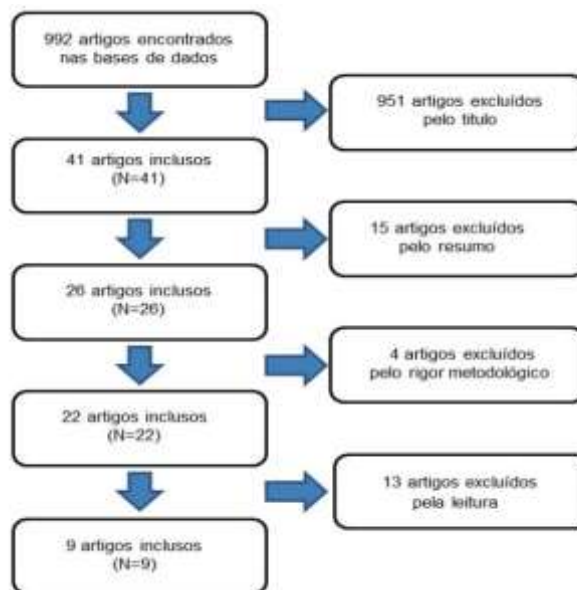 992 artigos encontrados
nas bases de dados
951 artigos excluídos
pelo titulo
41 artigos inclusos
(N=41)
15 artigos excluídos
pelo resumo
26 artigos inclusos
(N=26)
4 artigos excluídos
pelo rigor metodológico
22 artigos inclusos
(N=22)
13 artigos excluídos
pela leitura
9 artigos inclusos
(N=9)